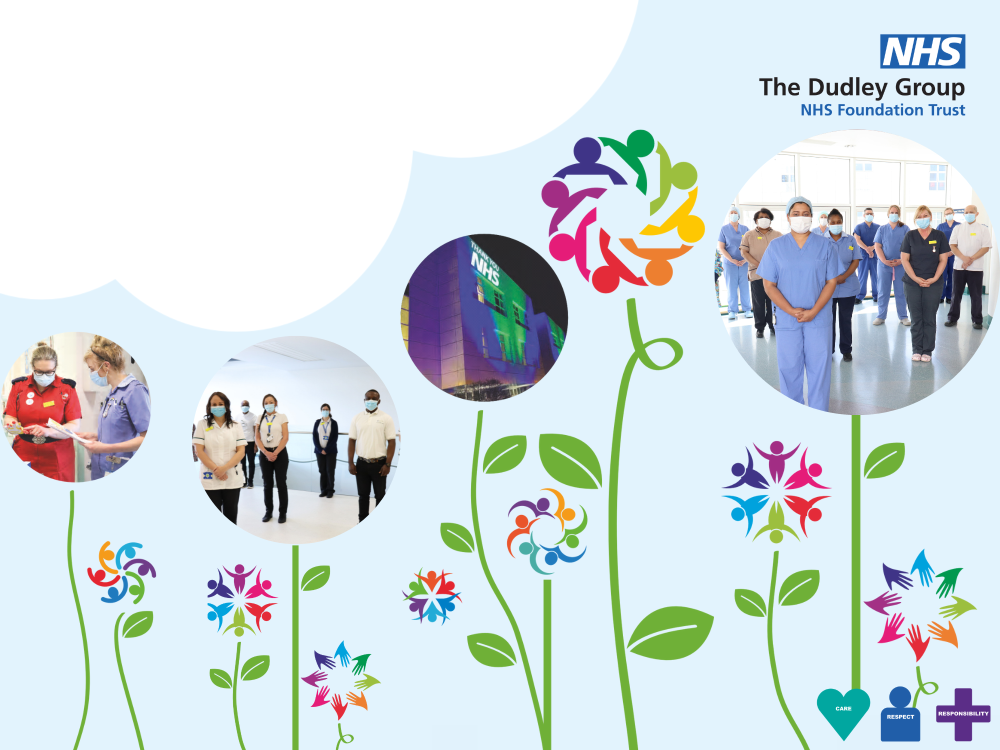 NHS
The Dudley Group
NHS Foundation Trust
THANK YOU
NHS
CARE
RESPECT
RESPONSIBILITY